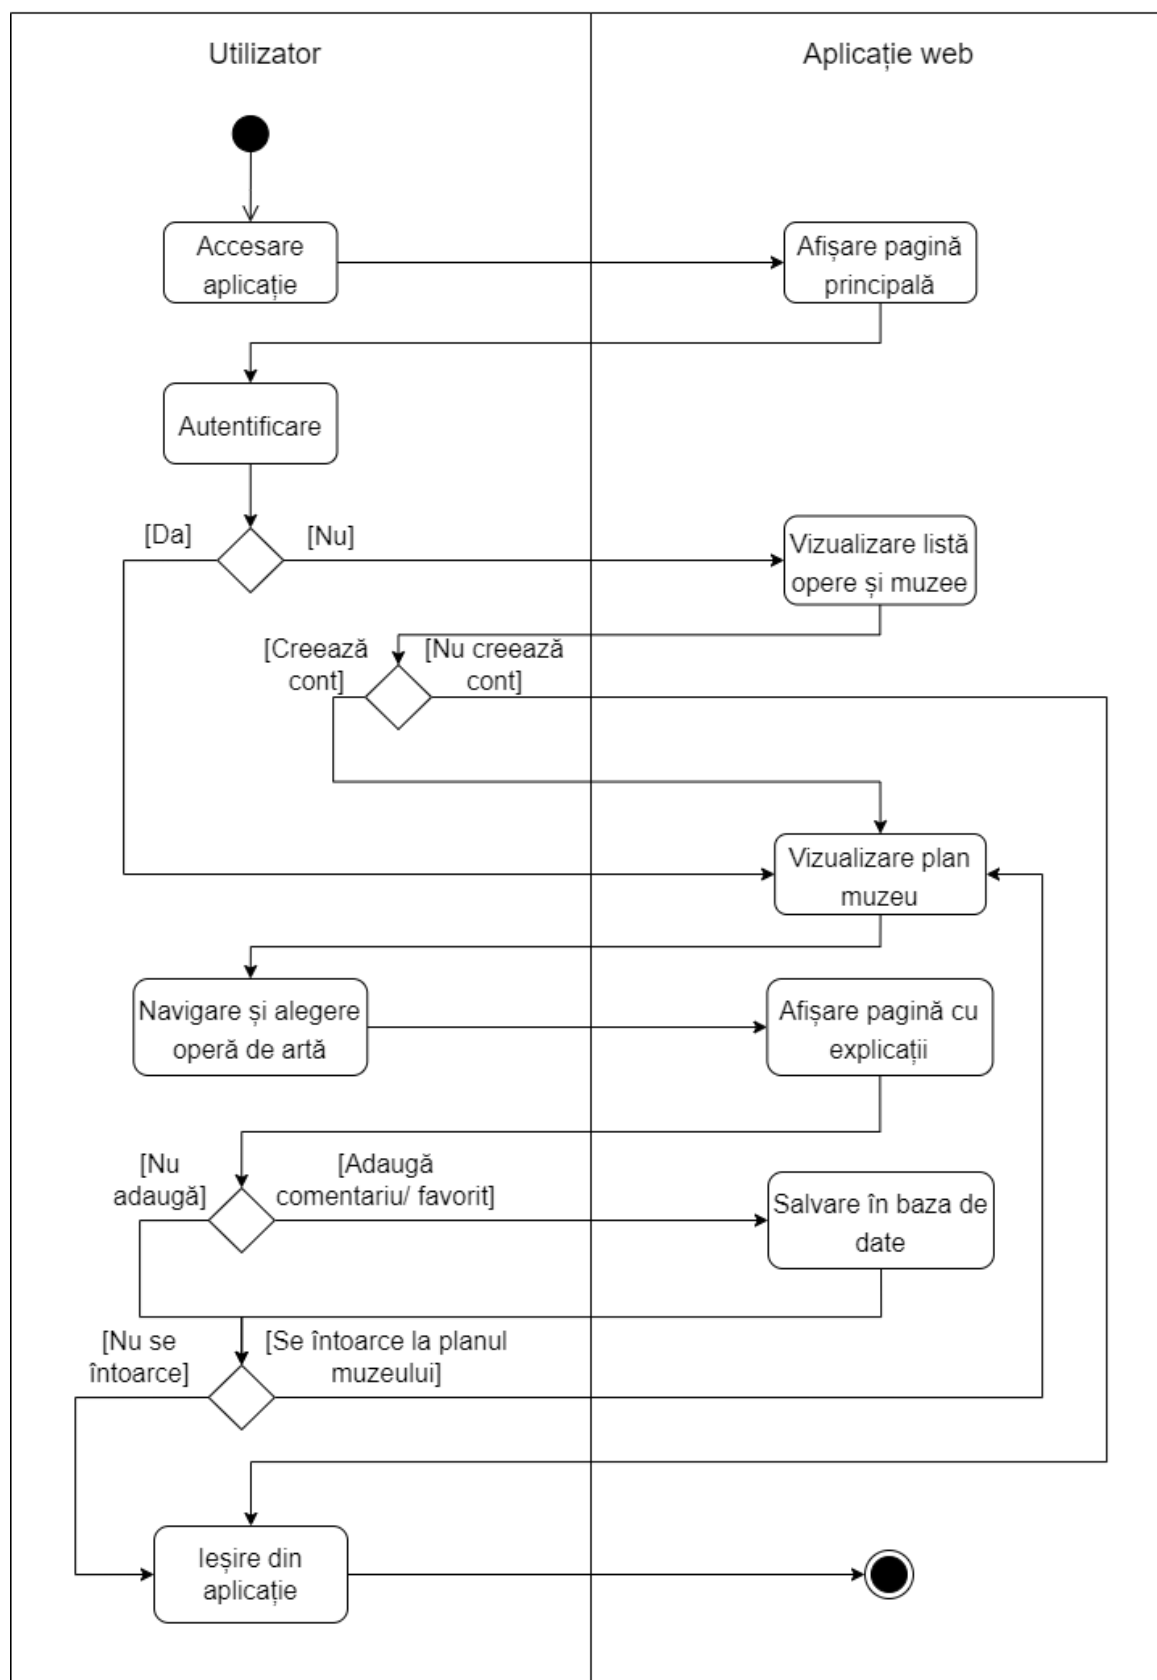 Utilizator
Aplicație web
Accesare
aplicație
Afișare pagină
principală
Autentificare
[Da]
[Nu]
Vizualizare listă
opere și muzee
[Creează
cont]
[Nu creează
cont]
Vizualizare plan
muzeu
Navigare și alegere
operă de artă
Afișare pagină cu
explicații
[Nu
adaugă]
[Adaugă
comentariu/ favorit]
Salvare în baza de
date
[Nu se
întoarce]
[Se întoarce la planul
muzeului]
Ieșire din
aplicație